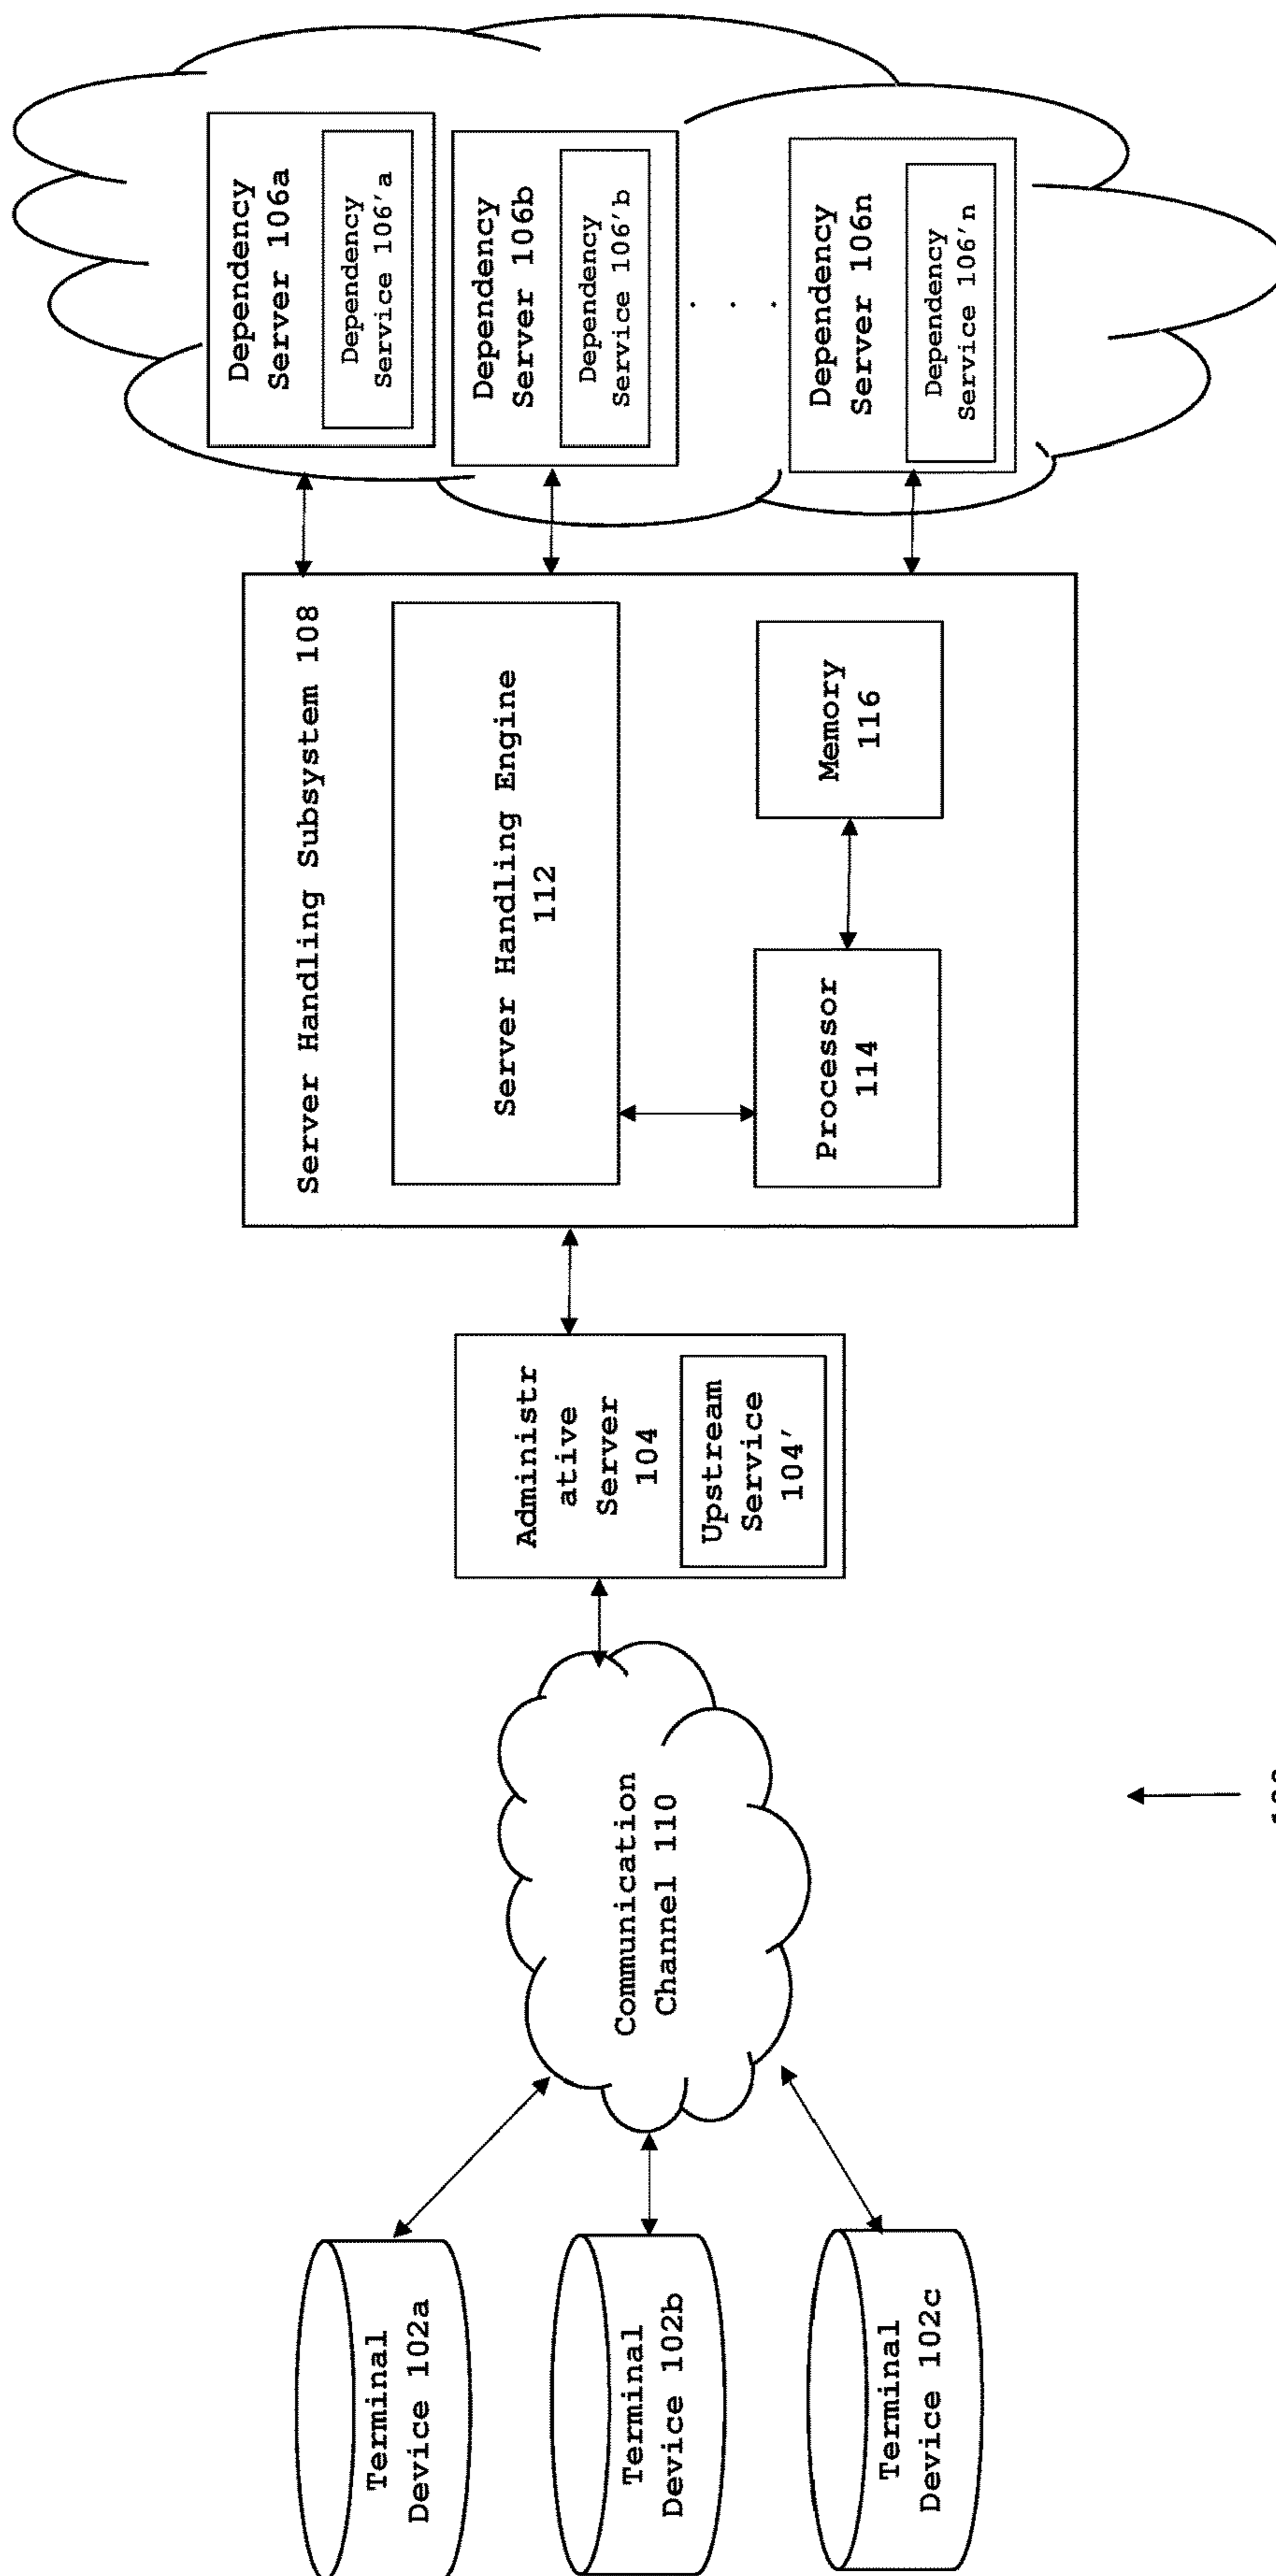 Terminal
Device 102a
Terminal
Device 102b
Terminal
Device 102c
Communication
Channel 110
Administr
ative
Server
104
Upstream
Service
104'
Server Handling Subsystem 108
Server Handling Engine
112
Processor
114
Memory
116
Dependency
Server 106a
Dependency
Service 106'a
Dependency
Server 106b
Dependency
Service 106'b
. . .
Dependency
Server 106n
Dependency
Service 106'n